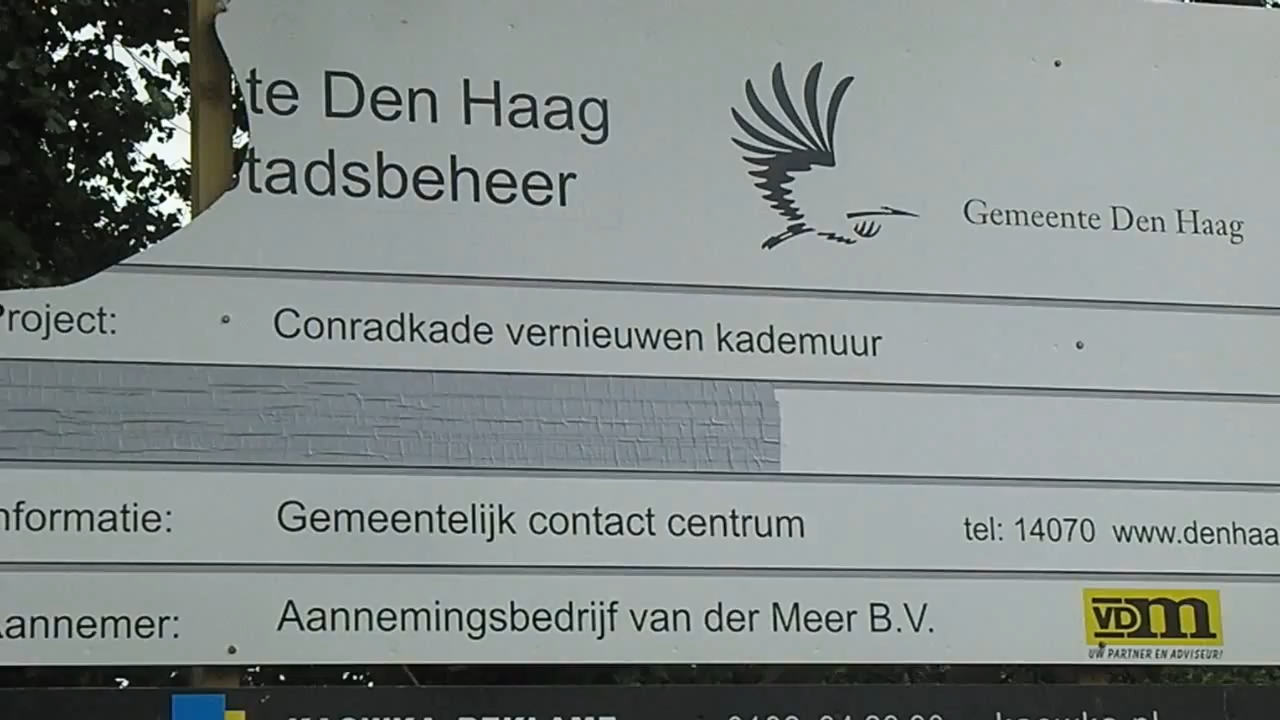 te Den Haag
tadsbeheer
Gemeente Den Haag
Project: Conradkade vernieuwen kademuur
nformatie: Gemeentelijk contact centrum tel: 14070 www.denhaa
annemer: Aannemingsbedrijf van der Meer B.V.
VDM
UW PARTNER EN ADVISEUR!